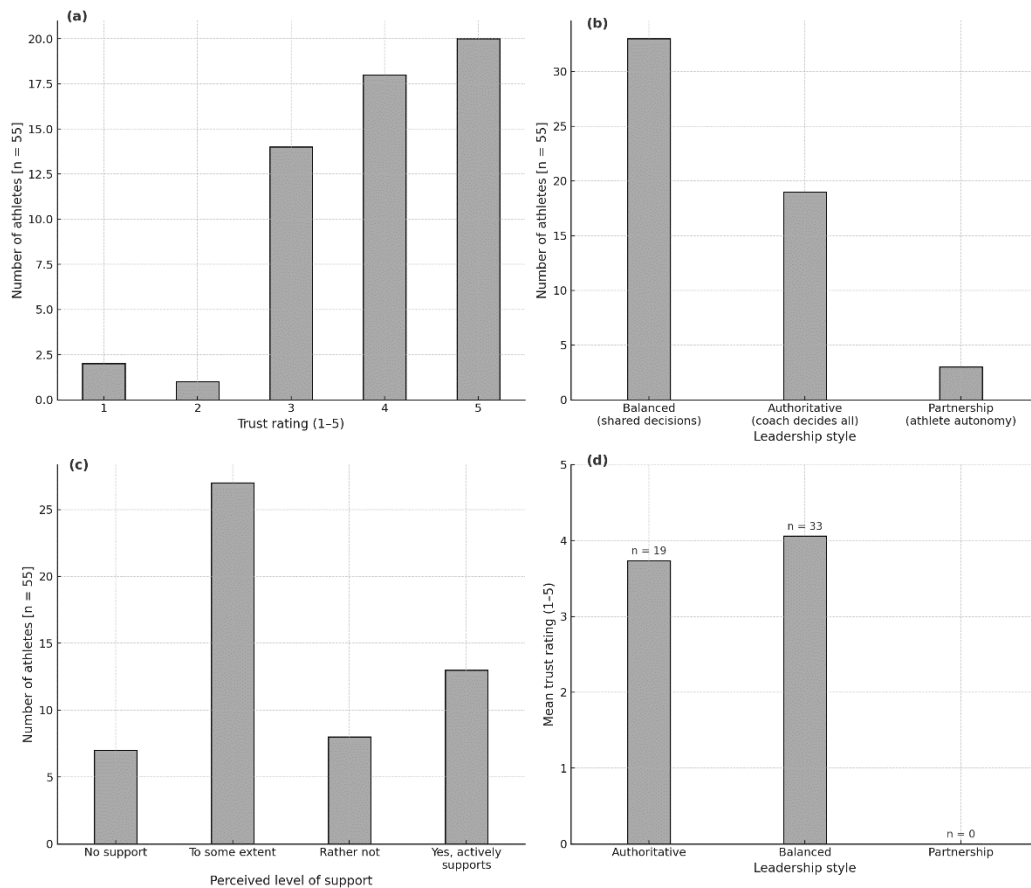 (a)
Number of athletes [n = 55]
20.0
17.5
15.0
12.5
10.0
7.5
5.0
2.5
0.0
1 2 3 4 5
Trust rating (1–5)
(b)
Number of athletes [n = 55]
30
25
20
15
10
5
0
Balanced
(shared decisions)
Authoritative
(coach decides all)
Partnership
(athlete autonomy)
Leadership style
(c)
Number of athletes [n = 55]
25
20
15
10
5
0
No support
To some extent
Rather not
Yes, actively
supports
Perceived level of support
(d)
Mean trust rating (1–5)
5
4
3
2
1
0
n = 19
n = 33
n = 0
Authoritative
Balanced
Partnership
Leadership style